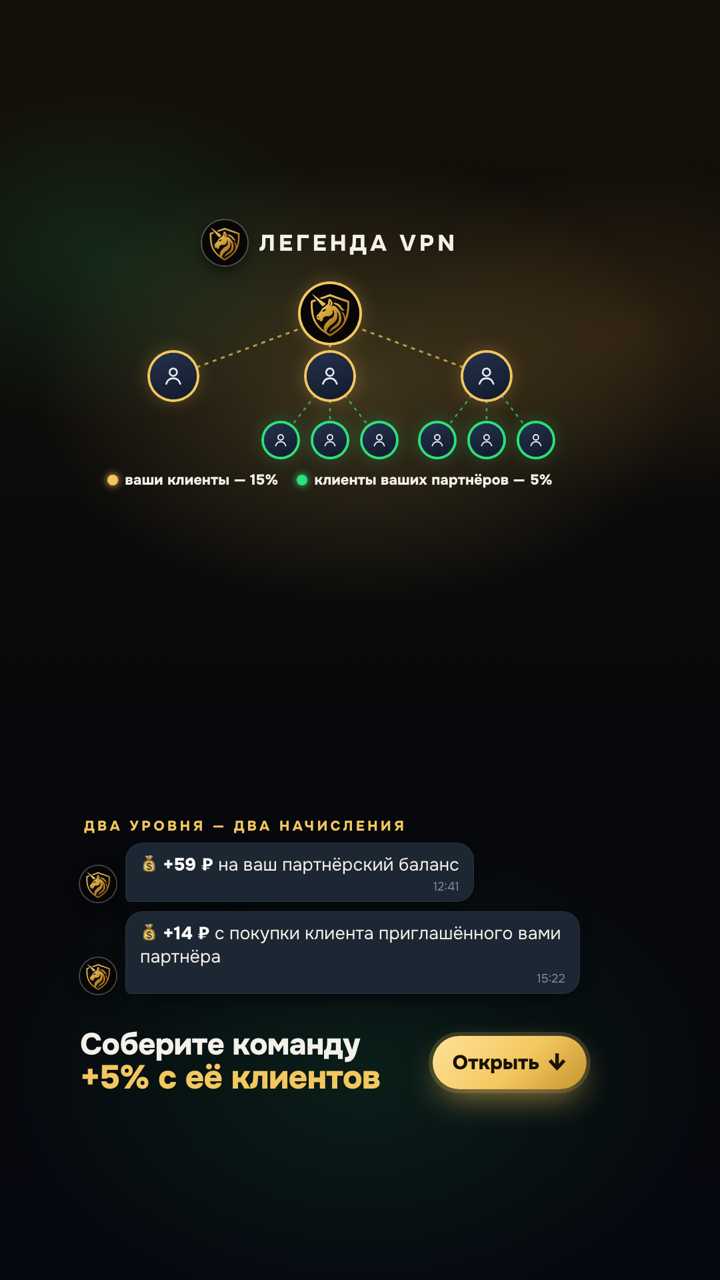 ЛЕГЕНДА VPN
ваши клиенты — 15% клиенты ваших партнёров — 5%
ДВА УРОВНЯ — ДВА НАЧИСЛЕНИЯ
💰 +59 ₽ на ваш партнёрский баланс
12:41
💰 +14 ₽ с покупки клиента приглашённого вами
партнёра
15:22
Соберите команду
+5% с её клиентов
Открыть ↓